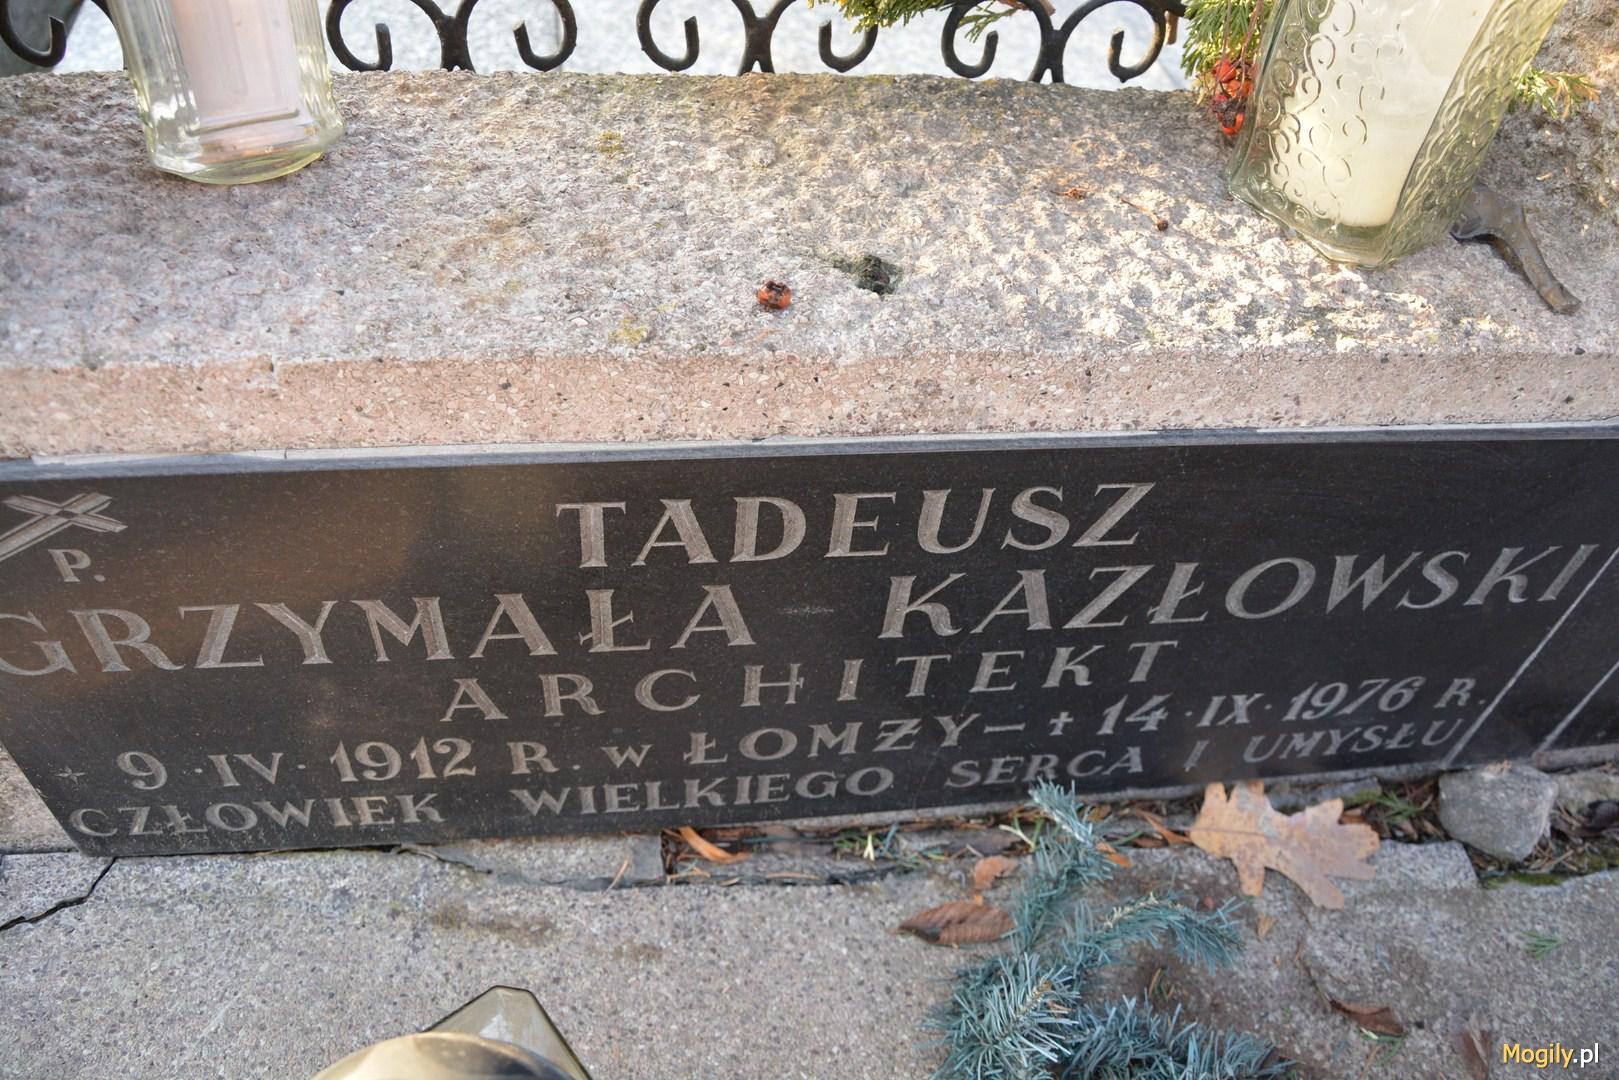 TADEUSZ
P.
GRZYMAŁA KAZŁOWSKI
ARCHITEKT
9 · IV · 1912 R. W ŁOMŻY – † 14 · IX · 1976 R.
CZŁOWIEK WIELKIEGO SERCA I UMYSŁU
Mogily.pl